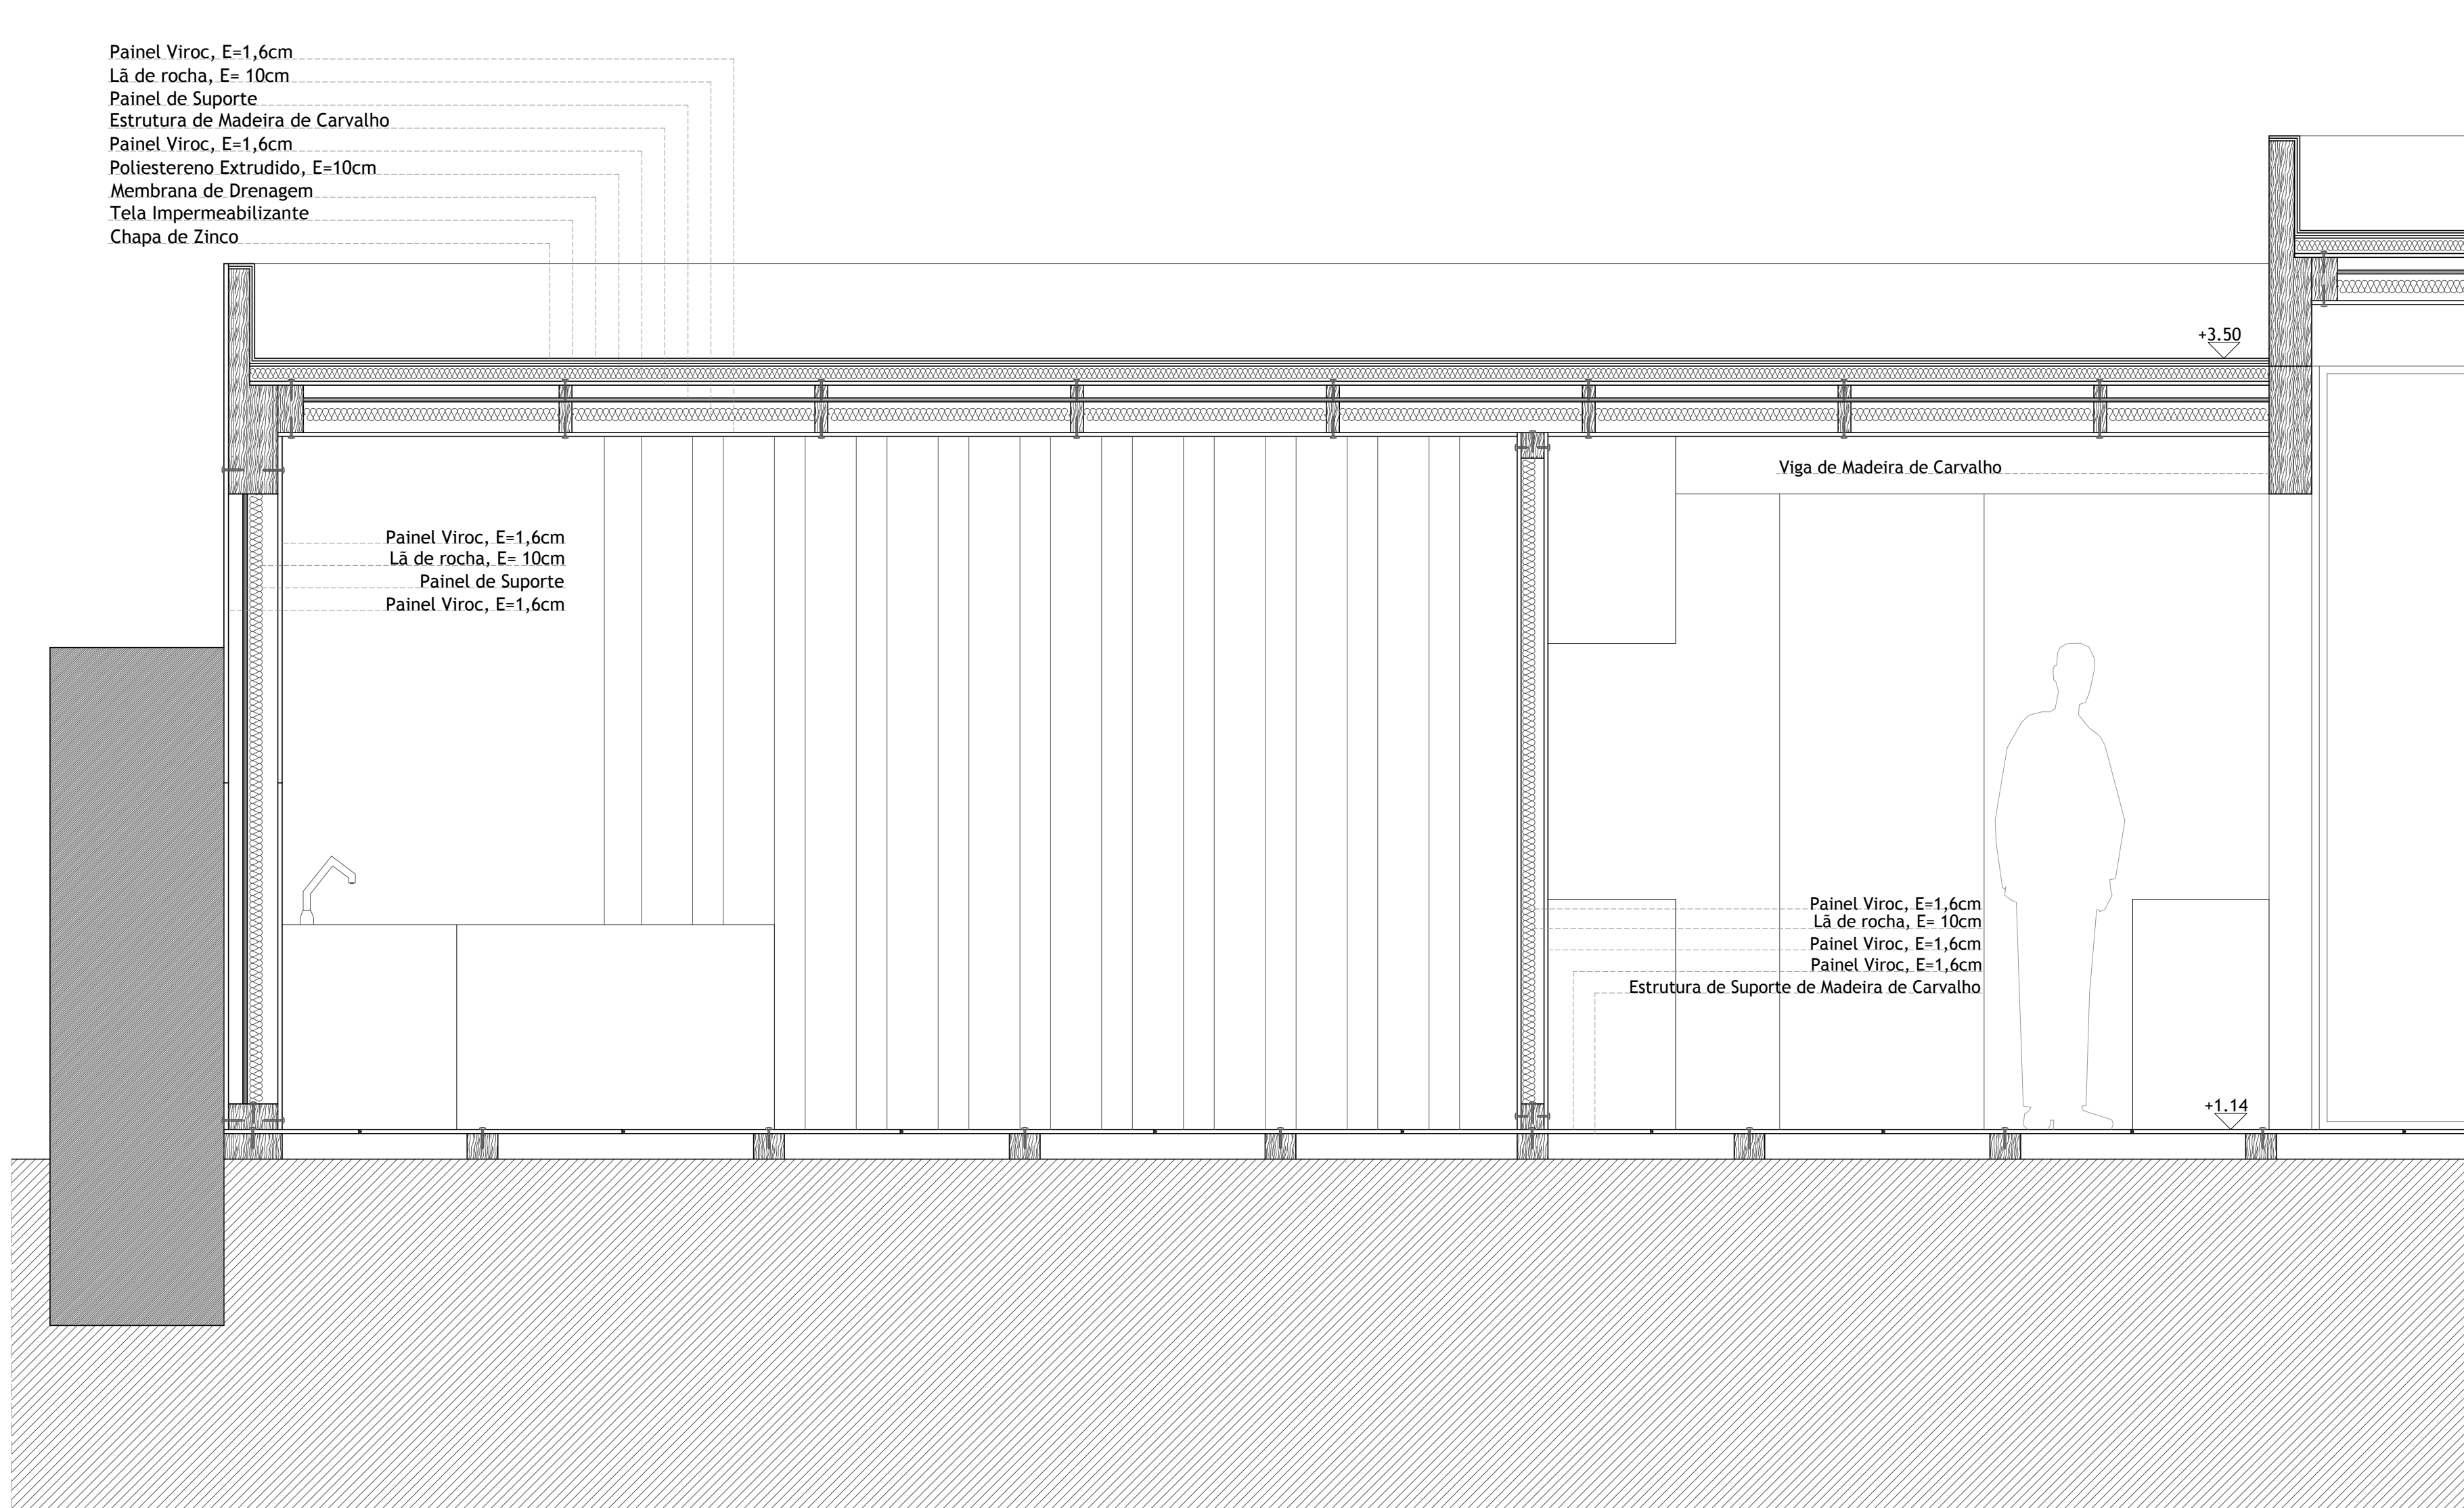 Painel Viroc, E=1,6cm
Lã de rocha, E= 10cm
Painel de Suporte
Estrutura de Madeira de Carvalho
Painel Viroc, E=1,6cm
Poliestereno Extrudido, E=10cm
Membrana de Drenagem
Tela Impermeabilizante
Chapa de Zinco
+3.50
Viga de Madeira de Carvalho
Painel Viroc, E=1,6cm
Lã de rocha, E= 10cm
Painel de Suporte
Painel Viroc, E=1,6cm
Painel Viroc, E=1,6cm
Lã de rocha, E= 10cm
Painel Viroc, E=1,6cm
Painel Viroc, E=1,6cm
Estrutura de Suporte de Madeira de Carvalho
+1.14